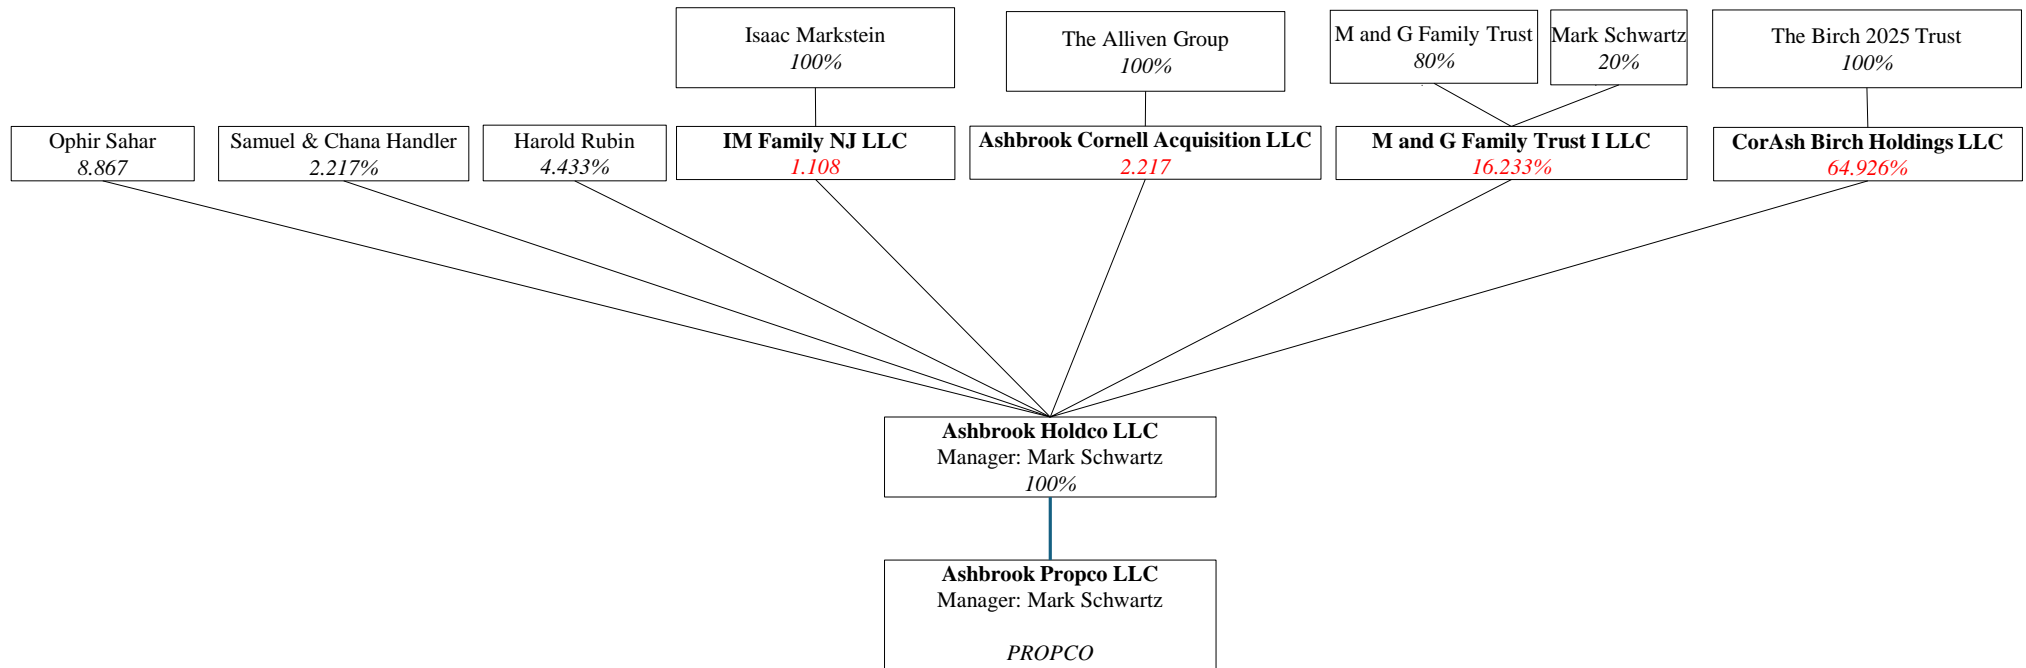 Isaac Markstein
100%
The Alliven Group
100%
M and G Family Trust
80%
Mark Schwartz
20%
The Birch 2025 Trust
100%
Ophir Sahar
8.867
Samuel & Chana Handler
2.217%
Harold Rubin
4.433%
IM Family NJ LLC
1.108
Ashbrook Cornell Acquisition LLC
2.217
M and G Family Trust I LLC
16.233%
CorAsh Birch Holdings LLC
64.926%
Ashbrook Holdco LLC
Manager: Mark Schwartz
100%
Ashbrook Propco LLC
Manager: Mark Schwartz
PROPCO